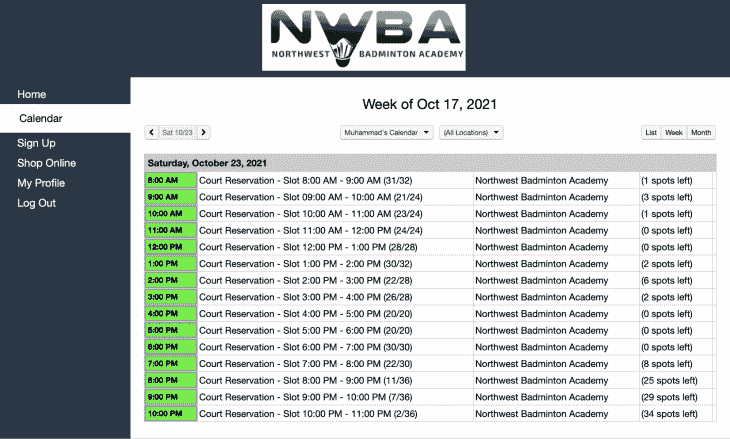 NWBA
NORTHWEST BADMINTON ACADEMY
Home
Calendar
Sign Up
Shop Online
My Profile
Log Out
Week of Oct 17, 2021
Sat 10/23
Muhammad's Calendar
(All Locations)
List Week Month
Saturday, October 23, 2021
8:00 AM Court Reservation - Slot 8:00 AM - 9:00 AM (31/32) Northwest Badminton Academy (1 spots left)
9:00 AM Court Reservation - Slot 09:00 AM - 10:00 AM (21/24) Northwest Badminton Academy (3 spots left)
10:00 AM Court Reservation - Slot 10:00 AM - 11:00 AM (23/24) Northwest Badminton Academy (1 spots left)
11:00 AM Court Reservation - Slot 11:00 AM - 12:00 PM (24/24) Northwest Badminton Academy (0 spots left)
12:00 PM Court Reservation - Slot 12:00 PM - 1:00 PM (28/28) Northwest Badminton Academy (0 spots left)
1:00 PM Court Reservation - Slot 1:00 PM - 2:00 PM (30/32) Northwest Badminton Academy (2 spots left)
2:00 PM Court Reservation - Slot 2:00 PM - 3:00 PM (22/28) Northwest Badminton Academy (6 spots left)
3:00 PM Court Reservation - Slot 3:00 PM - 4:00 PM (26/28) Northwest Badminton Academy (2 spots left)
4:00 PM Court Reservation - Slot 4:00 PM - 5:00 PM (20/20) Northwest Badminton Academy (0 spots left)
5:00 PM Court Reservation - Slot 5:00 PM - 6:00 PM (20/20) Northwest Badminton Academy (0 spots left)
6:00 PM Court Reservation - Slot 6:00 PM - 7:00 PM (30/30) Northwest Badminton Academy (0 spots left)
7:00 PM Court Reservation - Slot 7:00 PM - 8:00 PM (22/30) Northwest Badminton Academy (8 spots left)
8:00 PM Court Reservation - Slot 8:00 PM - 9:00 PM (11/36) Northwest Badminton Academy (25 spots left)
9:00 PM Court Reservation - Slot 9:00 PM - 10:00 PM (7/36) Northwest Badminton Academy (29 spots left)
10:00 PM Court Reservation - Slot 10:00 PM - 11:00 PM (2/36) Northwest Badminton Academy (34 spots left)